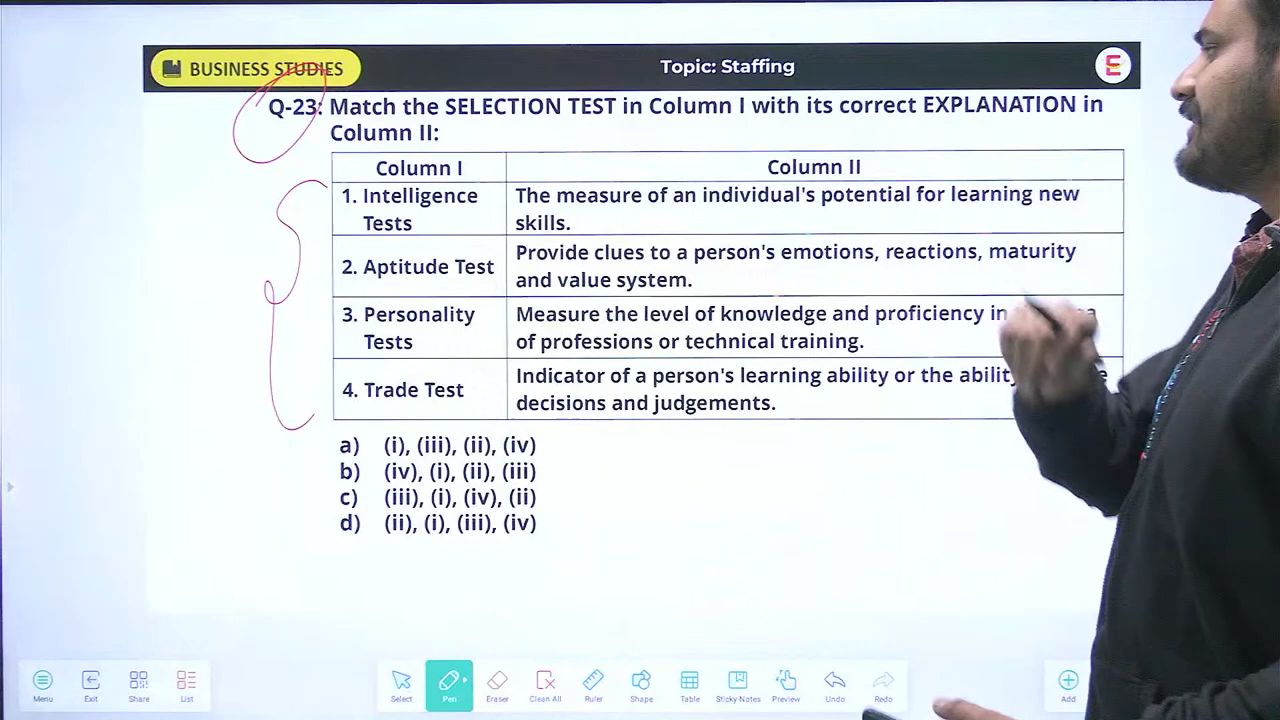 BUSINESS STUDIES
Topic: Staffing
E
Q-23: Match the SELECTION TEST in Column I with its correct EXPLANATION in
Column II:
Column I
Column II
1. Intelligence
Tests
The measure of an individual's potential for learning new
skills.
2. Aptitude Test
Provide clues to a person's emotions, reactions, maturity
and value system.
3. Personality
Tests
Measure the level of knowledge and proficiency in
of professions or technical training.
4. Trade Test
Indicator of a person's learning ability or the ability
decisions and judgements.
a) (i), (iii), (ii), (iv)
b) (iv), (i), (ii), (iii)
c) (iii), (i), (iv), (ii)
d) (ii), (i), (iii), (iv)
Menu
Exit
Share
List
Select
Pen
Eraser
Clean All
Ruler
Shape
Table
Sticky Notes
Preview
Undo
Redo
Add